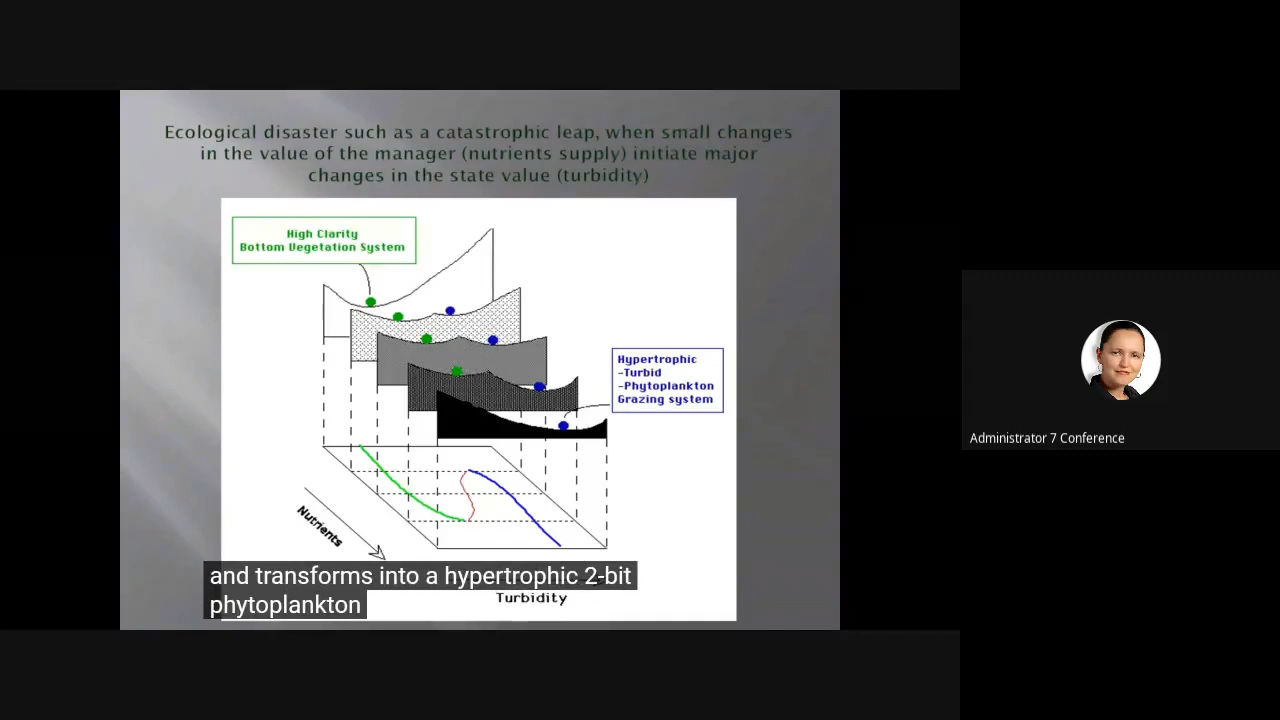 Ecological disaster such as a catastrophic leap, when small changes
in the value of the manager (nutrients supply) initiate major
changes in the state value (turbidity)
High Clarity
Bottom Vegetation System
Hypertrophic
-Turbid
-Phytoplankton
Grazing system
Administrator 7 Conference
Nutrients
and transforms into a hypertrophic 2-bit
phytoplankton
Turbidity